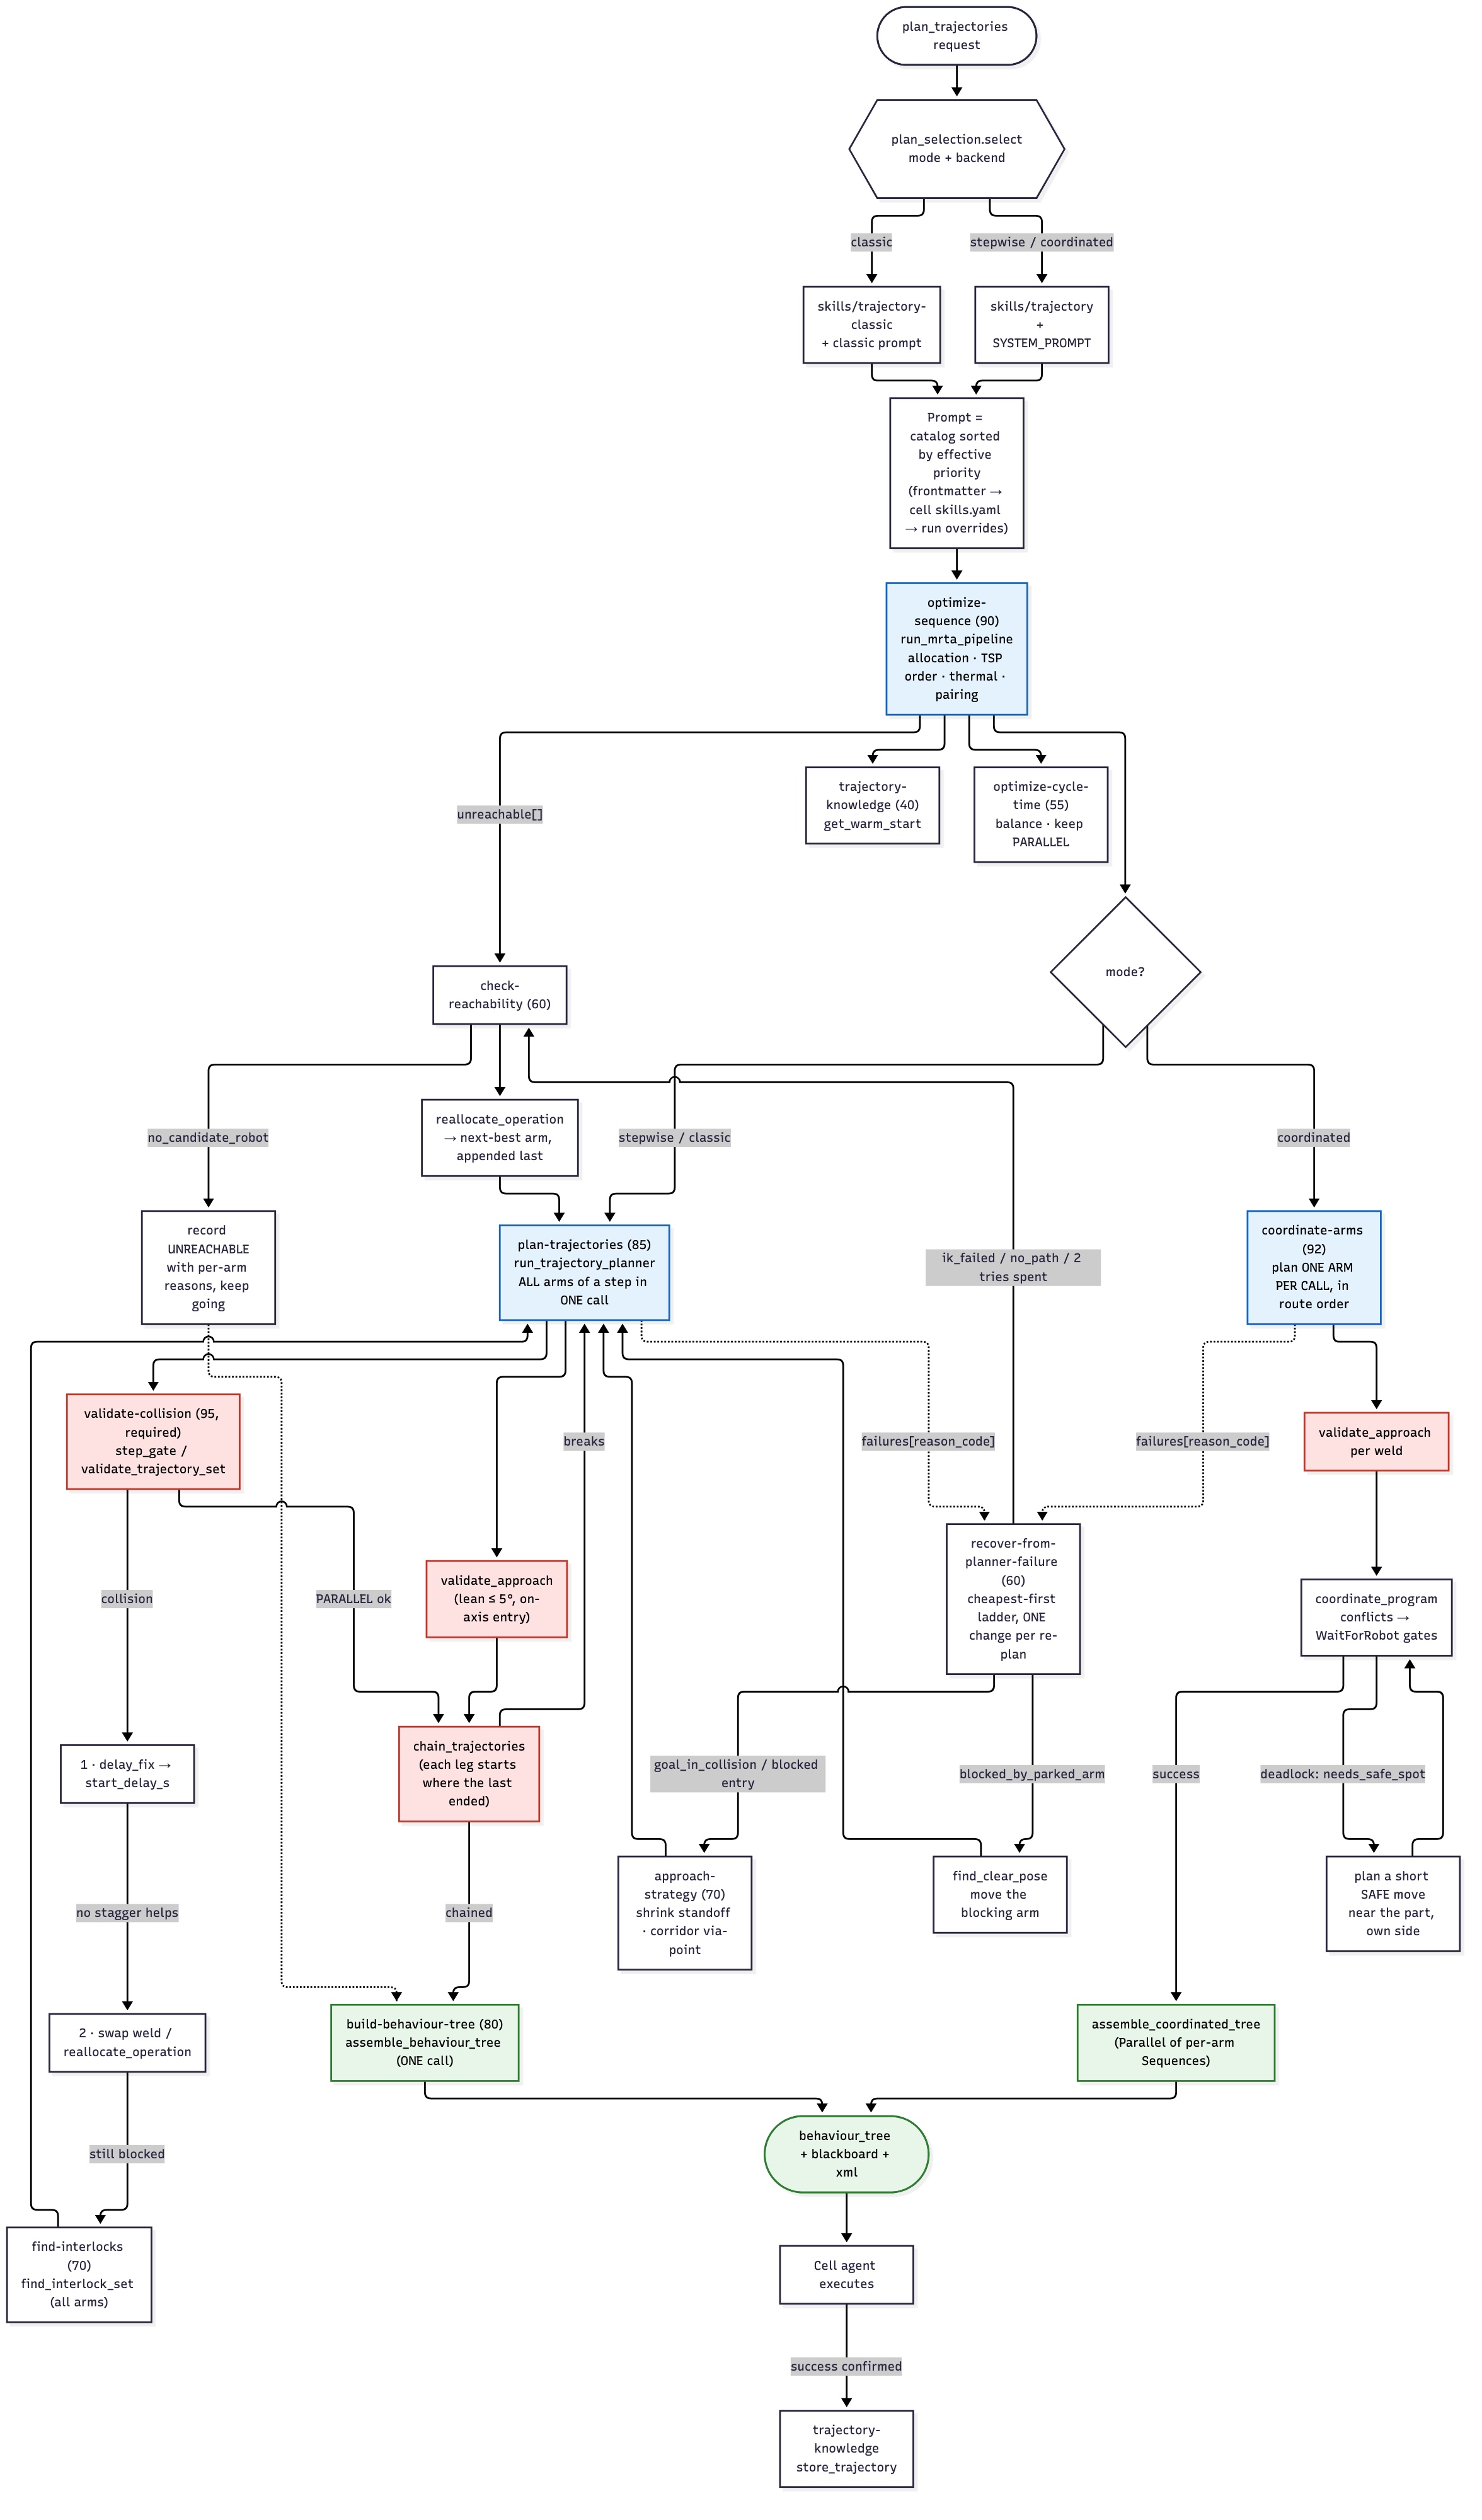 plan_trajectories
request
plan_selection.select
mode + backend
classic
stepwise / coordinated
skills/trajectory-
classic
+ classic prompt
skills/trajectory
+
SYSTEM_PROMPT
Prompt =
catalog sorted
by effective
priority
(frontmatter →
cell skills.yaml
→ run overrides)
optimize-
sequence (90)
run_mrta_pipeline
allocation · TSP
order · thermal ·
pairing
unreachable[]
trajectory-
knowledge (40)
get_warm_start
optimize-cycle-
time (55)
balance · keep
PARALLEL
mode?
check-
reachability (60)
no_candidate_robot
reallocate_operation
→ next-best arm,
appended last
stepwise / classic
coordinated
record
UNREACHABLE
with per-arm
reasons, keep
going
plan-trajectories (85)
run_trajectory_planner
ALL arms of a step in
ONE call
ik_failed / no_path / 2
tries spent
coordinate-arms
(92)
plan ONE ARM
PER CALL, in
route order
validate-collision (95,
required)
step_gate /
validate_trajectory_set
breaks
failures[reason_code]
failures[reason_code]
validate_approach
per weld
collision
PARALLEL ok
validate_approach
(lean ≤ 5°, on-
axis entry)
recover-from-
planner-failure
(60)
cheapest-first
ladder, ONE
change per re-
plan
coordinate_program
conflicts →
WaitForRobot gates
1 · delay_fix →
start_delay_s
chain_trajectories
(each leg starts
where the last
ended)
goal_in_collision / blocked
entry
blocked_by_parked_arm
success
deadlock: needs_safe_spot
no stagger helps
chained
approach-
strategy (70)
shrink standoff
· corridor via-
point
find_clear_pose
move the
blocking arm
plan a short
SAFE move
near the part,
own side
2 · swap weld /
reallocate_operation
build-behaviour-tree (80)
assemble_behaviour_tree
(ONE call)
assemble_coordinated_tree
(Parallel of per-arm
Sequences)
still blocked
behaviour_tree
+ blackboard +
xml
find-interlocks
(70)
find_interlock_set
(all arms)
Cell agent
executes
success confirmed
trajectory-
knowledge
store_trajectory